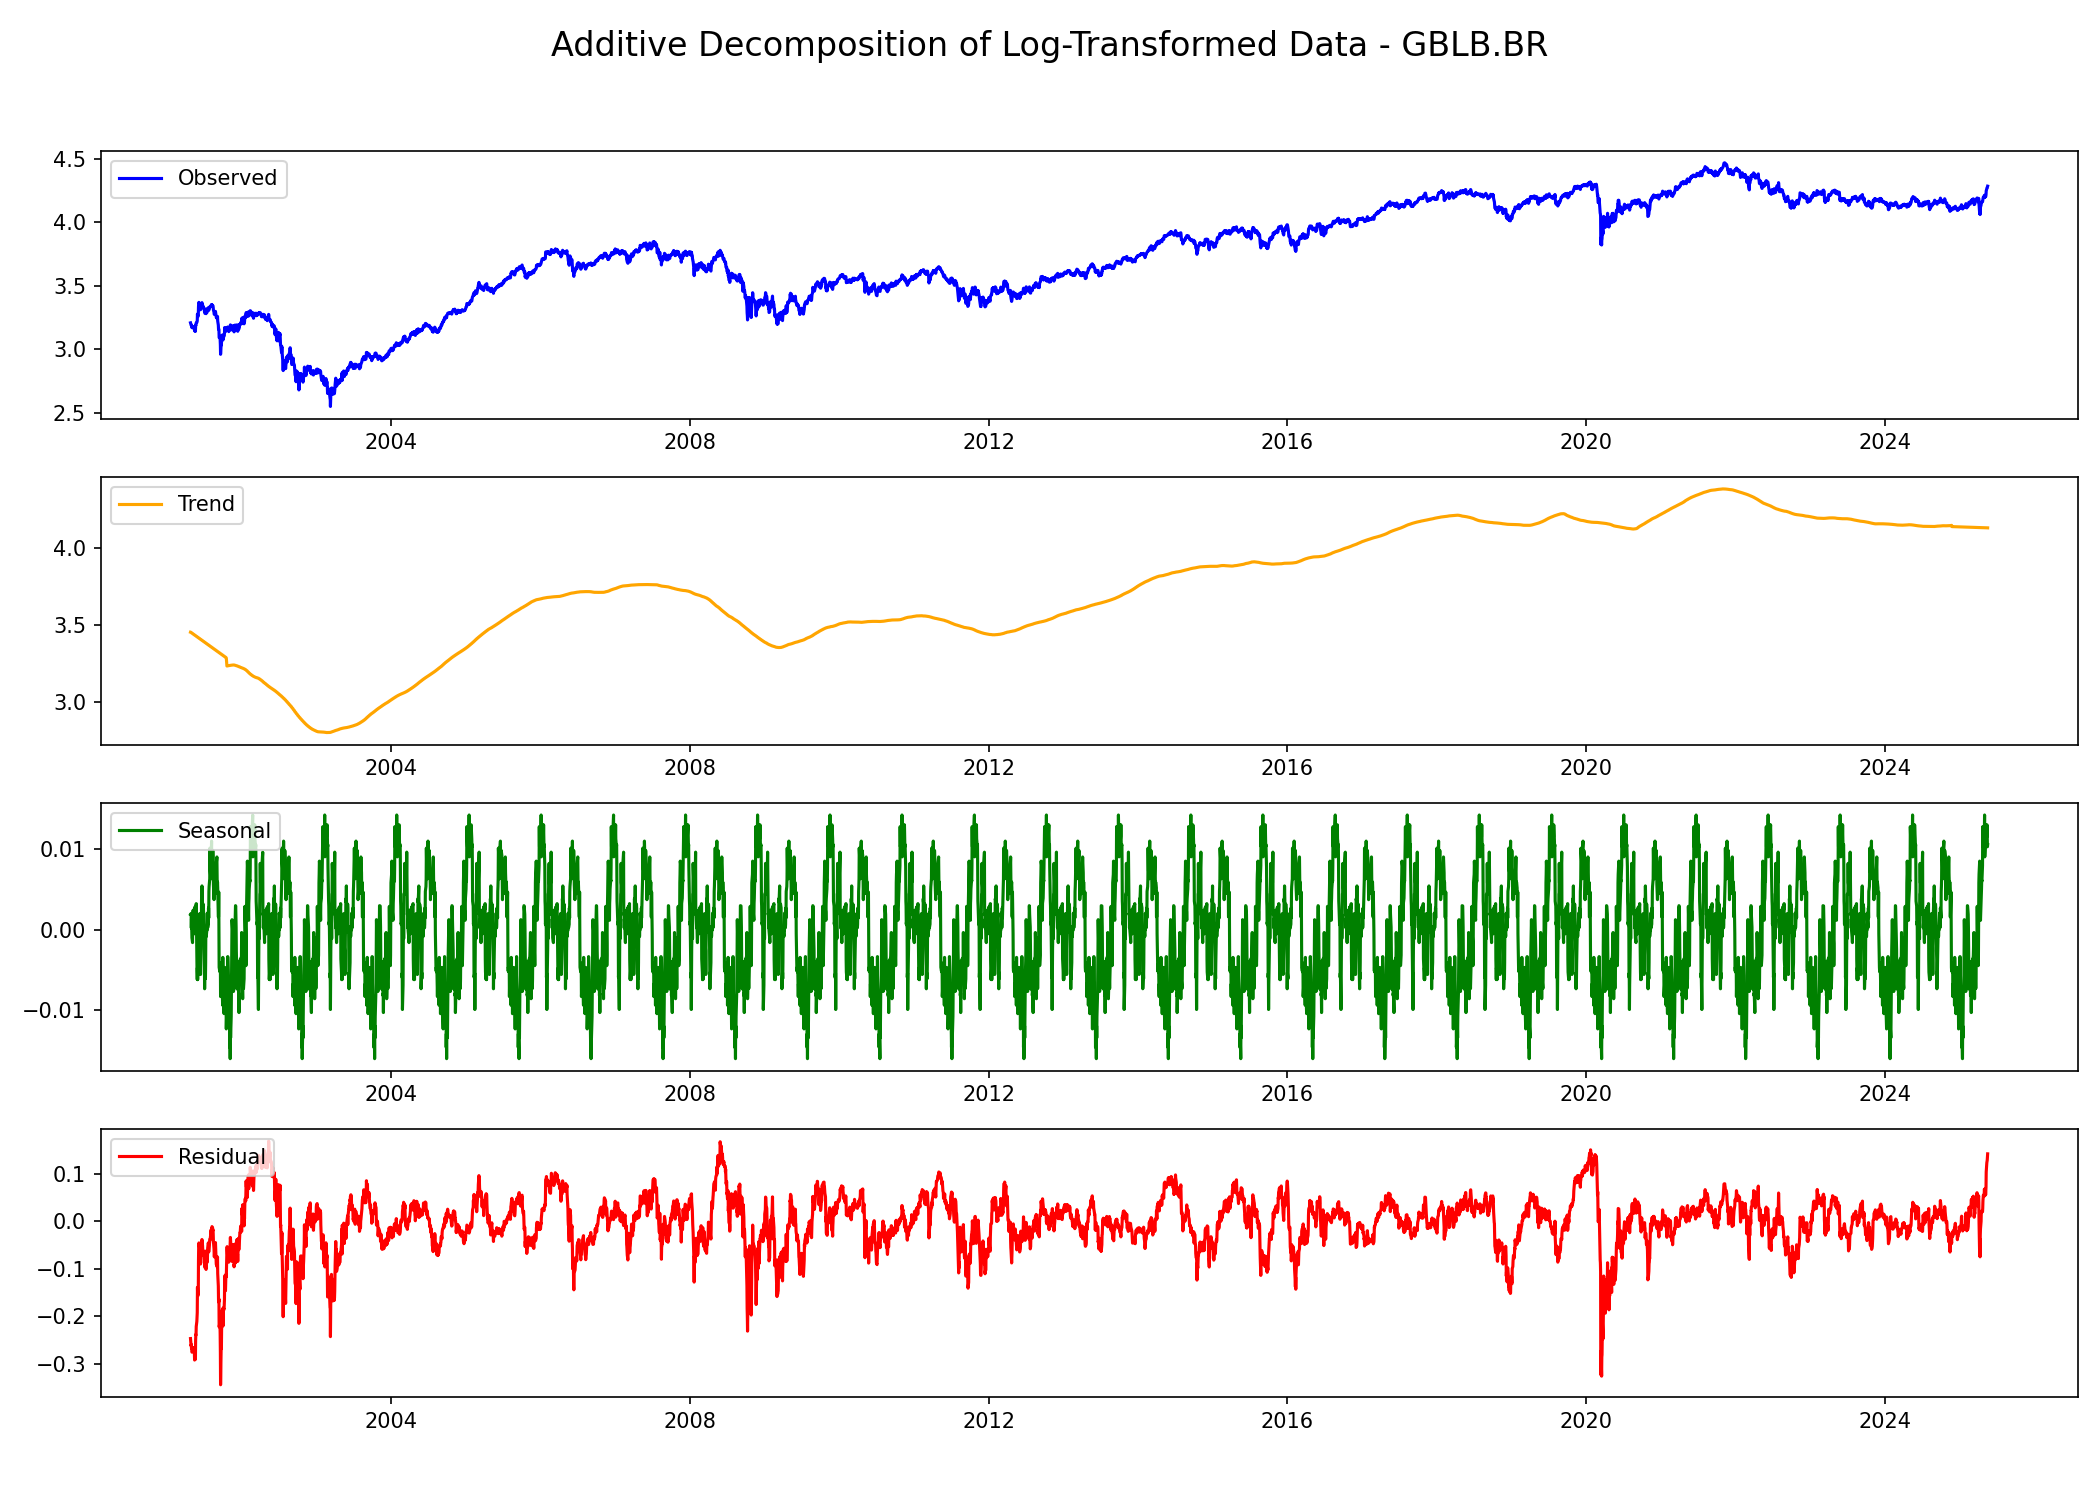 Additive Decomposition of Log-Transformed Data - GBLB.BR
4.5
4.0
3.5
3.0
2.5
Observed
2004 2008 2012 2016 2020 2024
4.0
3.5
3.0
Trend
2004 2008 2012 2016 2020 2024
0.01
0.00
−0.01
Seasonal
2004 2008 2012 2016 2020 2024
0.1
0.0
−0.1
−0.2
−0.3
Residual
2004 2008 2012 2016 2020 2024